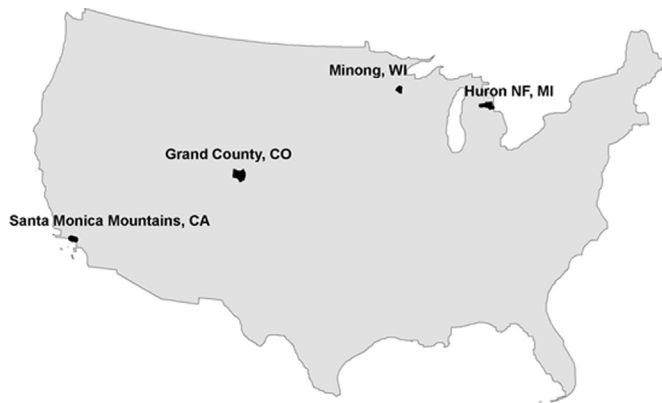 Minong, WI
Huron NF, MI
Grand County, CO
Santa Monica Mountains, CA